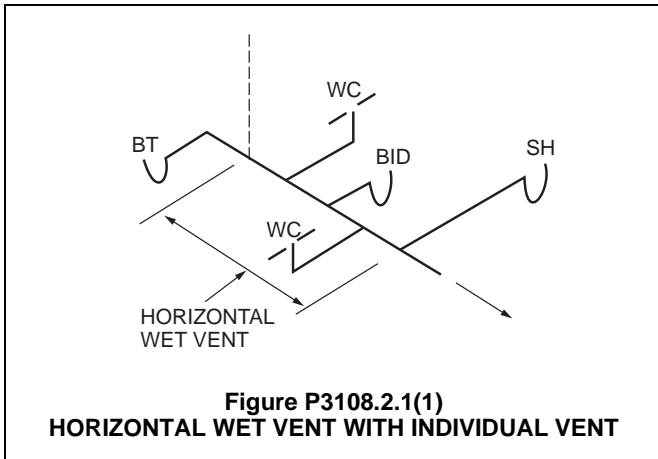 WC
BT
BID
SH
WC
HORIZONTAL
WET VENT
Figure P3108.2.1(1)
HORIZONTAL WET VENT WITH INDIVIDUAL VENT